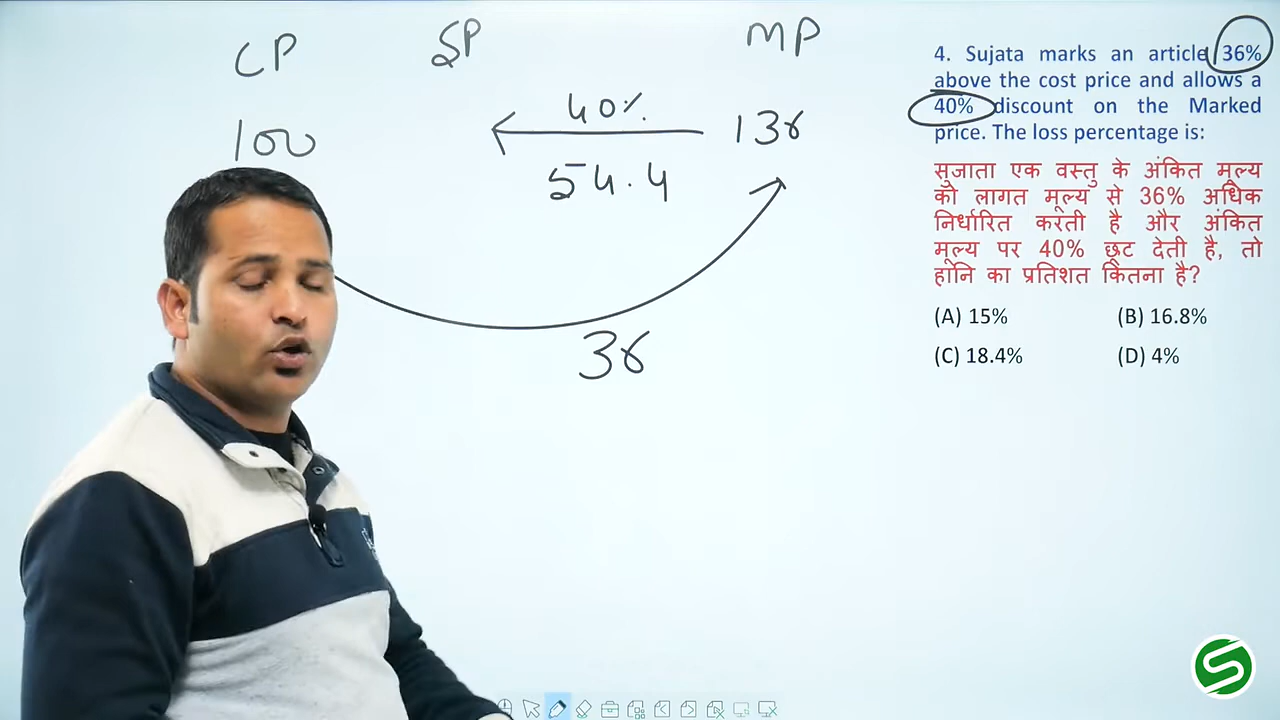 CP SP MP
100 40% 136
54.4
36
4. Sujata marks an article 36%
above the cost price and allows a
40% discount on the Marked
price. The loss percentage is:
सुजाता एक वस्तु के अंकित मूल्य
को लागत मूल्य से 36% अधिक
निर्धारित करती है और अंकित
मूल्य पर 40% छूट देती है, तो
हानि का प्रतिशत कितना है?
(A) 15% (B) 16.8%
(C) 18.4% (D) 4%